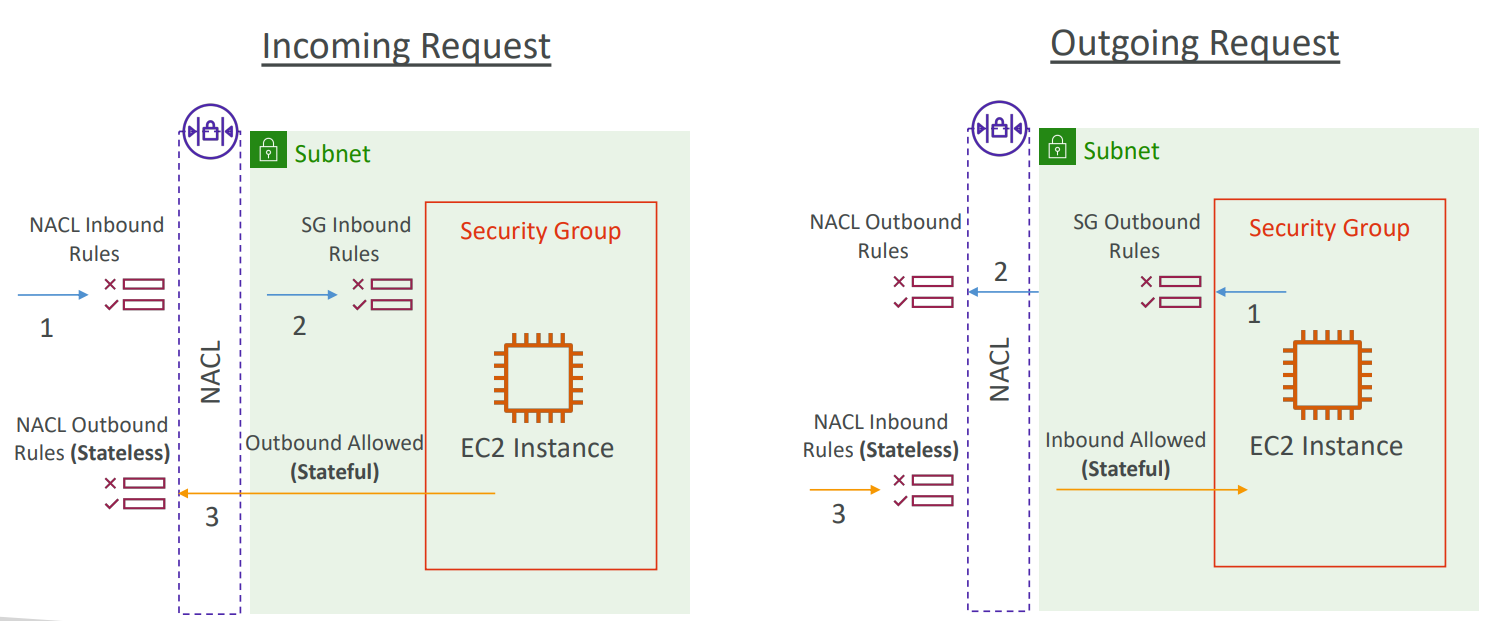 Incoming Request
Subnet
NACL Inbound
Rules
1
SG Inbound
Rules
2
Security Group
NACL
EC2 Instance
NACL Outbound
Rules (Stateless)
Outbound Allowed
(Stateful)
3
Outgoing Request
Subnet
NACL Outbound
Rules
2
SG Outbound
Rules
Security Group
1
NACL
EC2 Instance
NACL Inbound
Rules (Stateless)
3
Inbound Allowed
(Stateful)